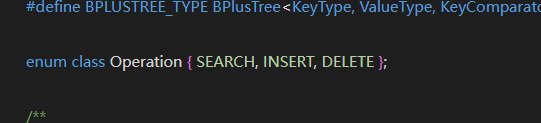 #define BPLUSTREE_TYPE BPlusTree<KeyType, ValueType, KeyComparato
enum class Operation { SEARCH, INSERT, DELETE };
/**